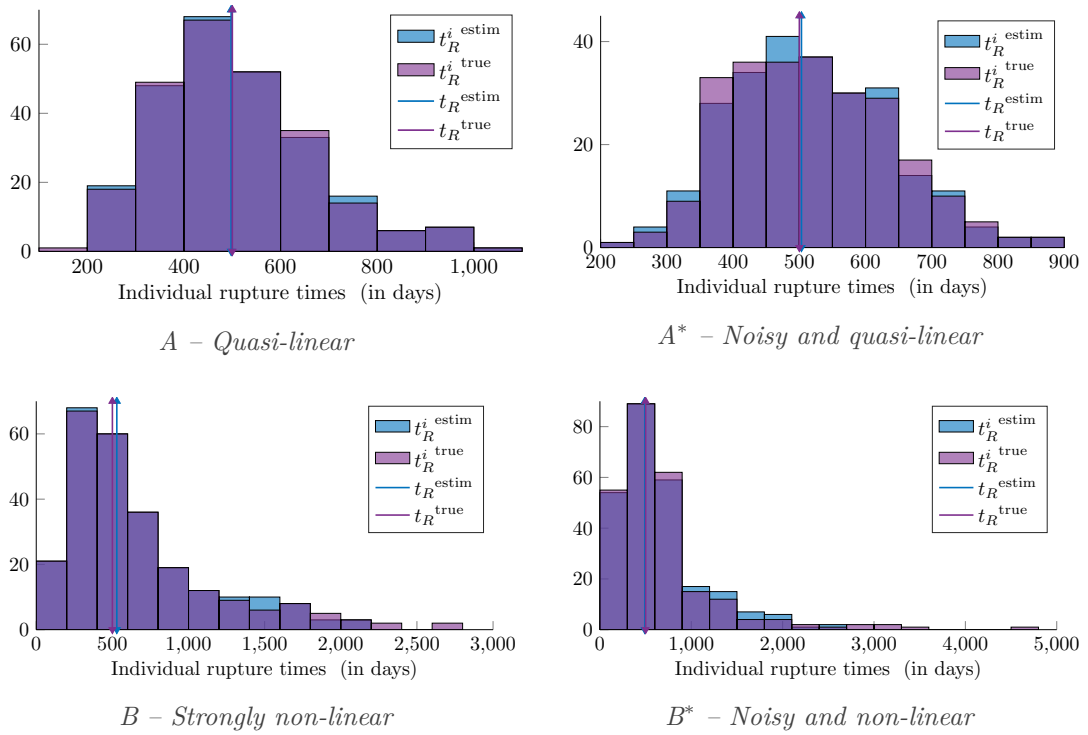 60
40
20
0
200 400 600 800 1,000
Individual rupture times (in days)
t_R^i estim
t_R^i true
t_R estim
t_R true
A – Quasi-linear
40
20
0
200 300 400 500 600 700 800 900
Individual rupture times (in days)
t_R^i estim
t_R^i true
t_R estim
t_R true
A* – Noisy and quasi-linear
60
40
20
0
0 500 1,000 1,500 2,000 2,500 3,000
Individual rupture times (in days)
t_R^i estim
t_R^i true
t_R estim
t_R true
B – Strongly non-linear
80
60
40
20
0
0 1,000 2,000 3,000 4,000 5,000
Individual rupture times (in days)
t_R^i estim
t_R^i true
t_R estim
t_R true
B* – Noisy and non-linear